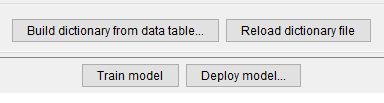 Build dictionary from data table... Reload dictionary file
Train model Deploy model...